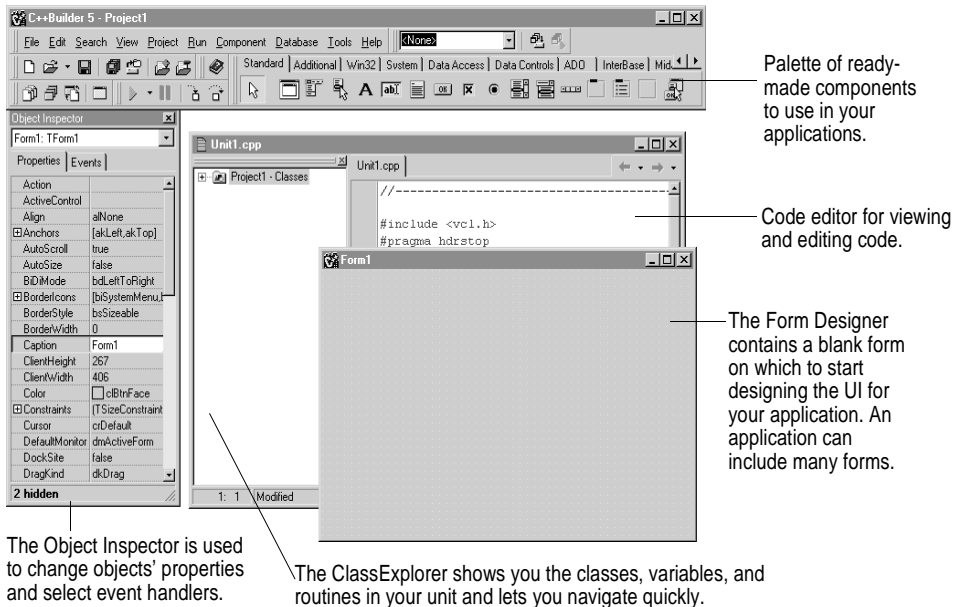 C++Builder 5 - Project1
File Edit Search View Project Run Component Database Tools Help <None>
Standard Additional Win32 System Data Access Data Controls ADO InterBase Mid
Palette of ready-
made components
to use in your
applications.
Object Inspector
Form1: TForm1
Properties Events
Action
ActiveControl
Align alNone
Anchors [akLeft,akTop]
AutoScroll true
AutoSize false
BiDiMode bdLeftToRight
BorderIcons [biSystemMenu,
BorderStyle bsSizeable
BorderWidth 0
Caption Form1
ClientHeight 267
ClientWidth 406
Color clBtnFace
Constraints (TSizeConstraint
Cursor crDefault
DefaultMonitor dmActiveForm
DockSite false
DragKind dkDrag
2 hidden
Unit1.cpp
Project1 - Classes
Unit1.cpp
//---------------------------------------
#include <vcl.h>
#pragma hdrstop
1: 1 Modified
Form1
Code editor for viewing
and editing code.
The Form Designer
contains a blank form
on which to start
designing the UI for
your application. An
application can
include many forms.
The Object Inspector is used
to change objects' properties
and select event handlers.
The ClassExplorer shows you the classes, variables, and
routines in your unit and lets you navigate quickly.